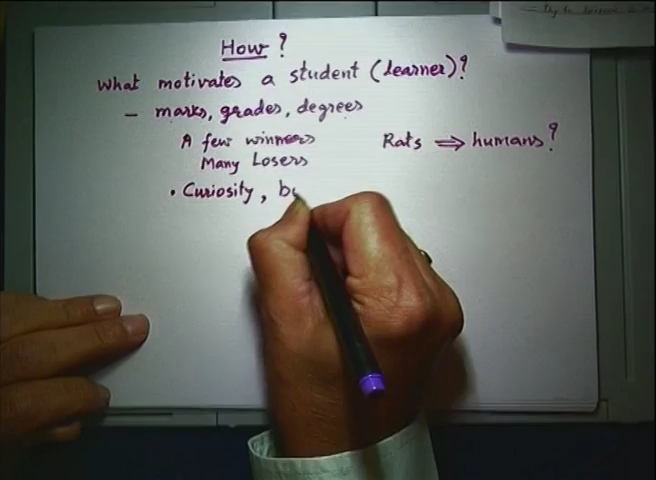 How?
What motivates a student (learner)?
- marks, grades, degrees
A few winners
Many Losers
Rats ⇒ humans?
• Curiosity, b